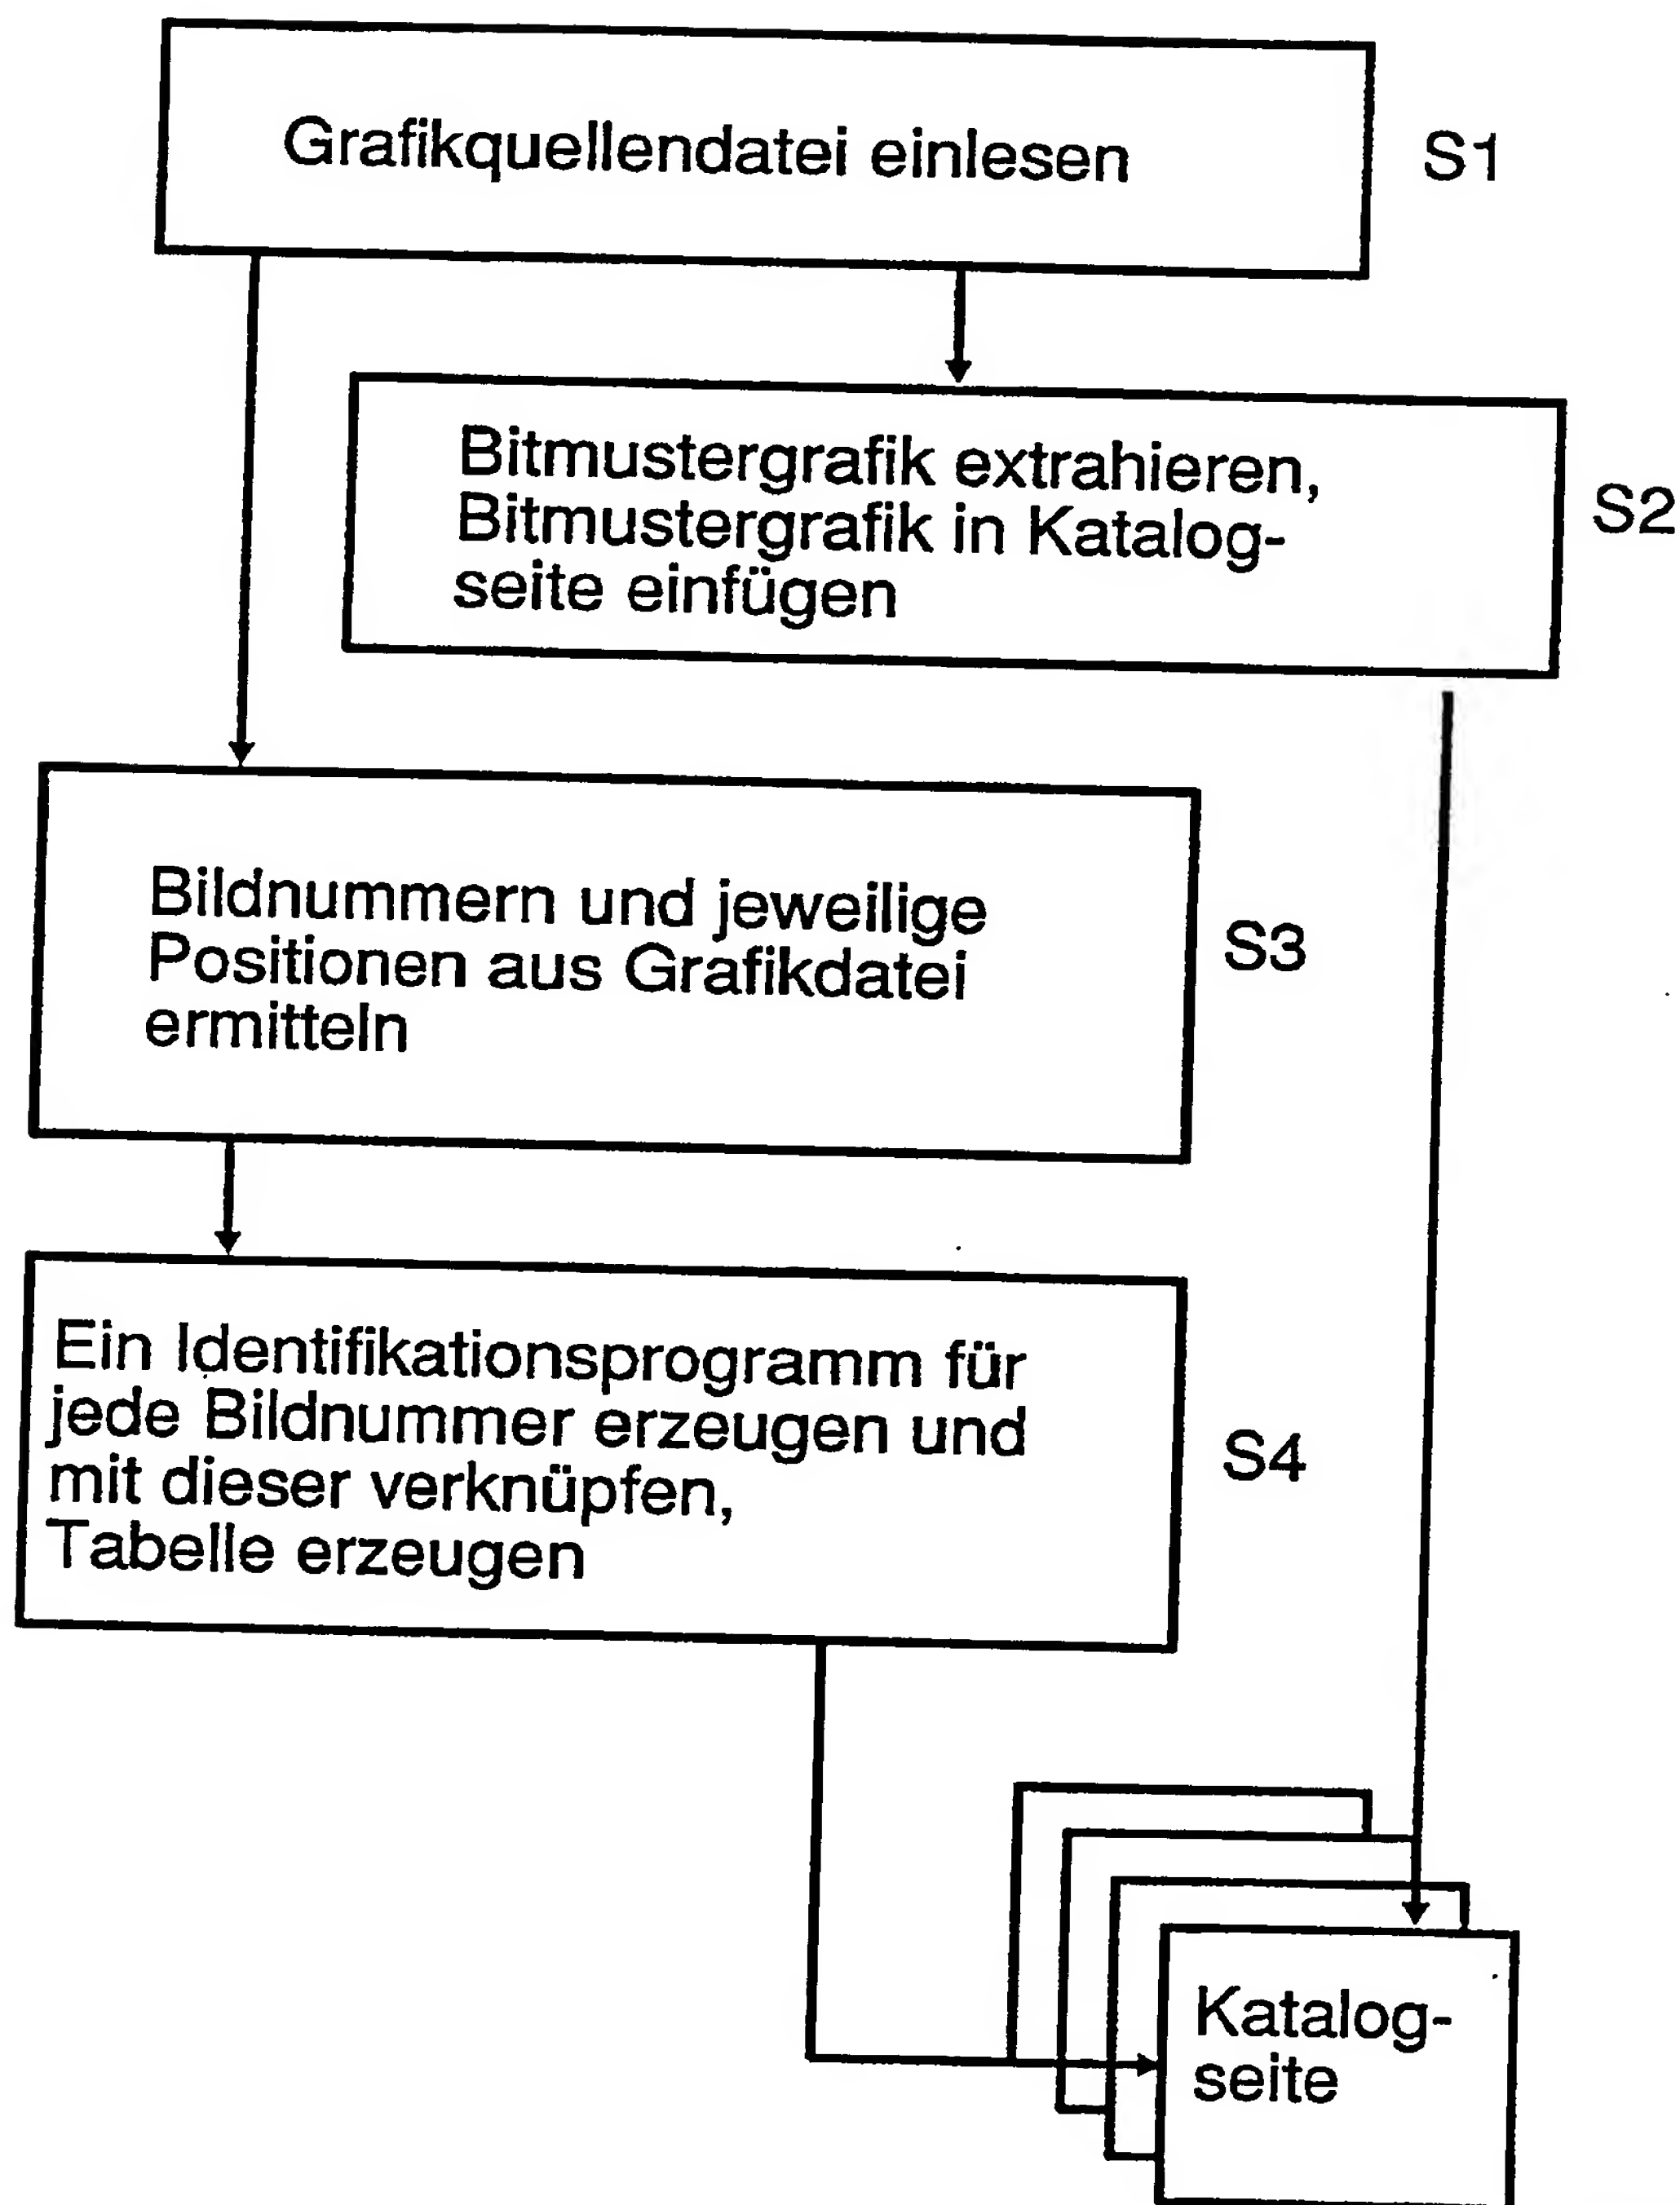 Grafikquellendatei einlesen
S1
Bitmustergrafik extrahieren,
Bitmustergrafik in Katalog-
seite einfügen
S2
Bildnummern und jeweilige
Positionen aus Grafikdatei
ermitteln
S3
Ein Identifikationsprogramm für
jede Bildnummer erzeugen und
mit dieser verknüpfen,
Tabelle erzeugen
S4
Katalog-
seite